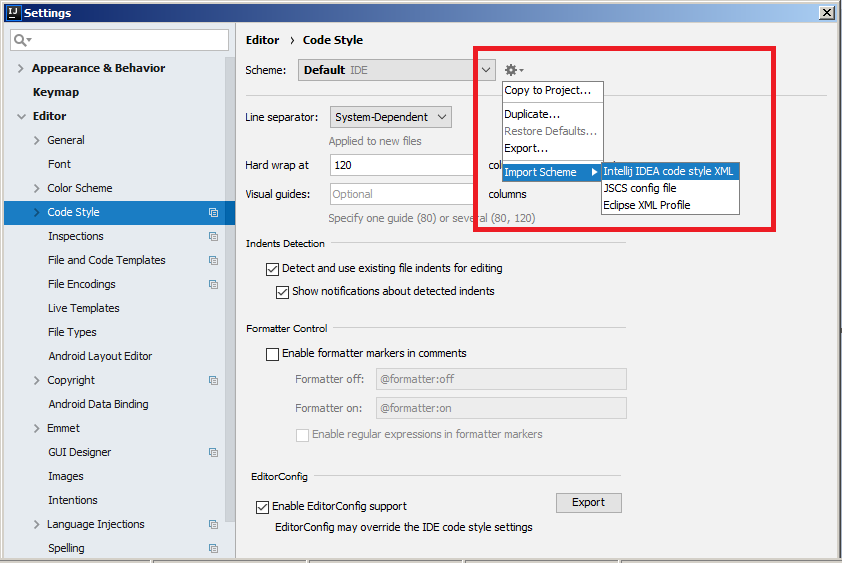 IJ Settings
Editor › Code Style
Scheme: Default IDE
Appearance & Behavior
Keymap
Editor
General
Font
Color Scheme
Code Style
Inspections
File and Code Templates
File Encodings
Live Templates
File Types
Android Layout Editor
Copyright
Android Data Binding
Emmet
GUI Designer
Images
Intentions
Language Injections
Spelling
Copy to Project...
Duplicate...
Restore Defaults...
Export...
Import Scheme
Intellij IDEA code style XML
JSCS config file
Eclipse XML Profile
Line separator: System-Dependent
Applied to new files
Hard wrap at 120
Visual guides: Optional columns
Specify one guide (80) or several (80, 120)
Indents Detection
Detect and use existing file indents for editing
Show notifications about detected indents
Formatter Control
Enable formatter markers in comments
Formatter off: @formatter:off
Formatter on: @formatter:on
Enable regular expressions in formatter markers
EditorConfig
Enable EditorConfig support
Export
EditorConfig may override the IDE code style settings